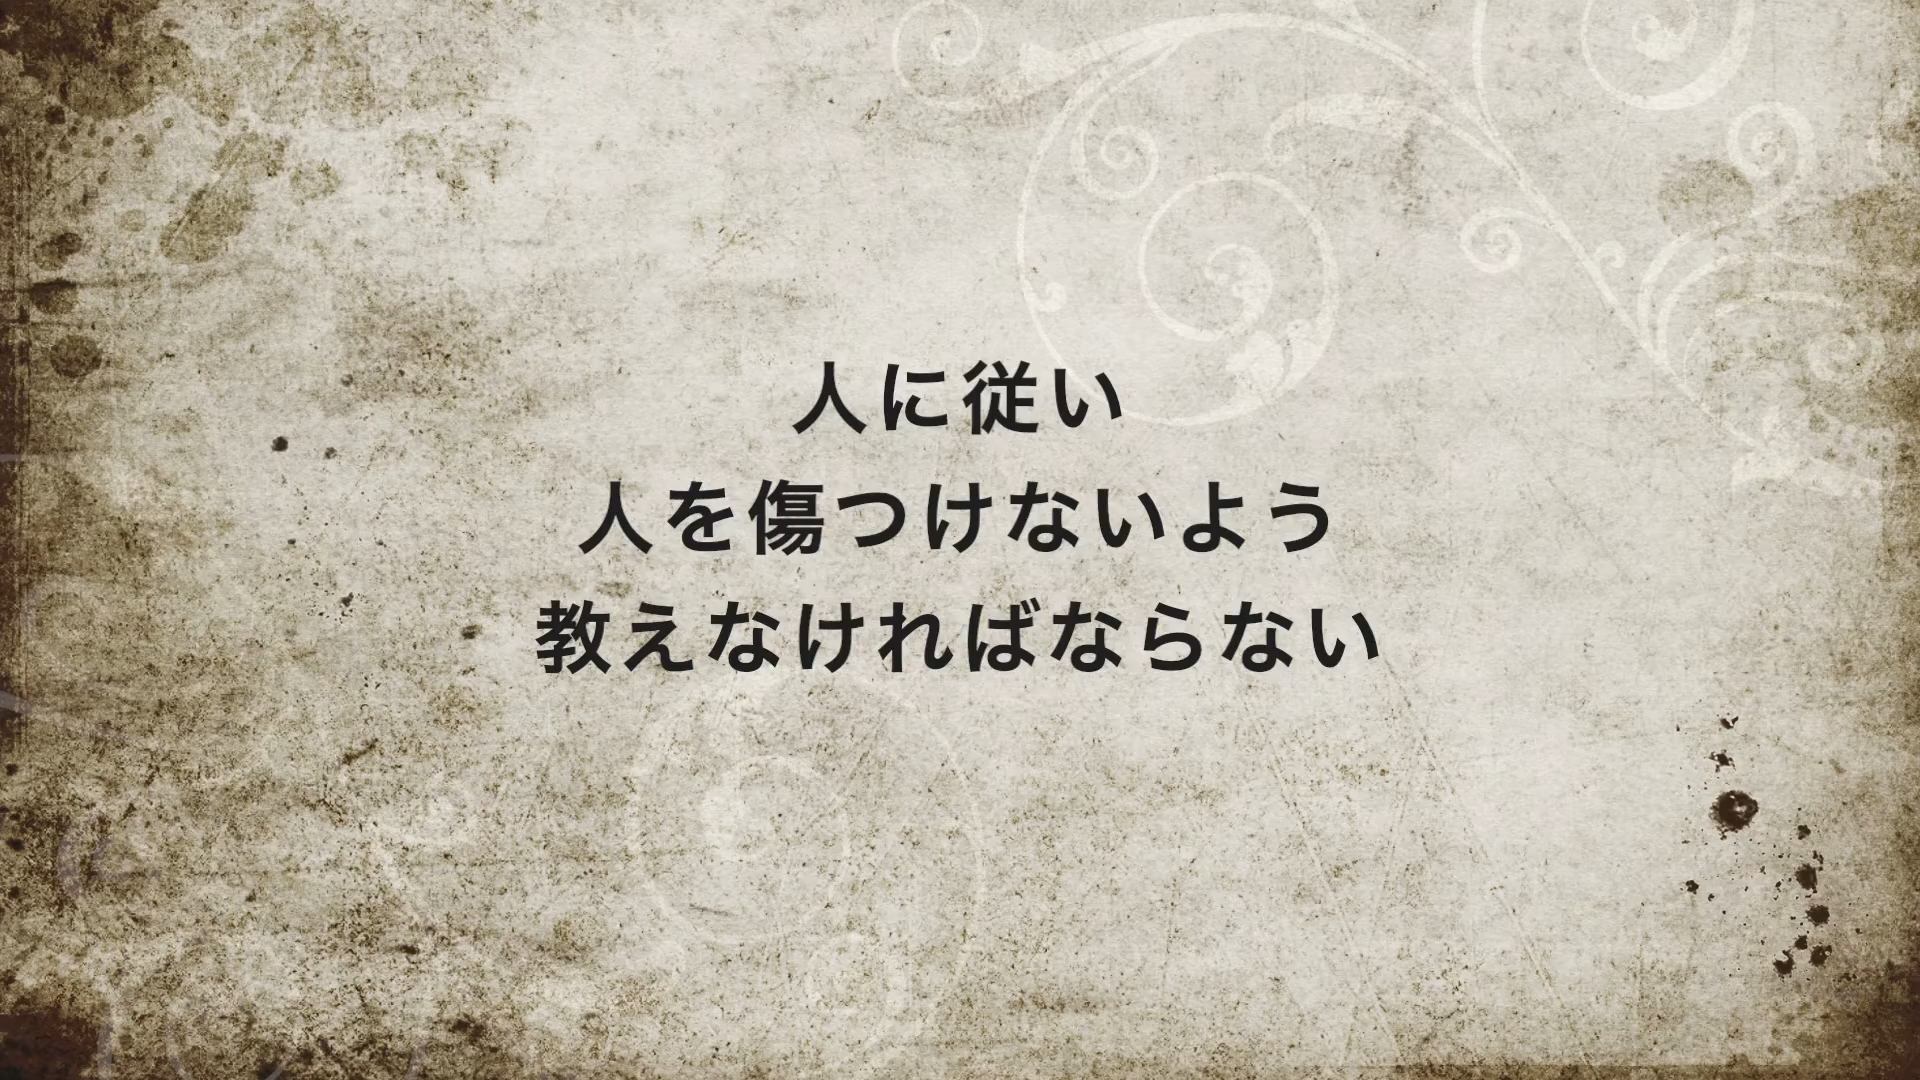 人に従い
人を傷つけないよう
教えなければならない